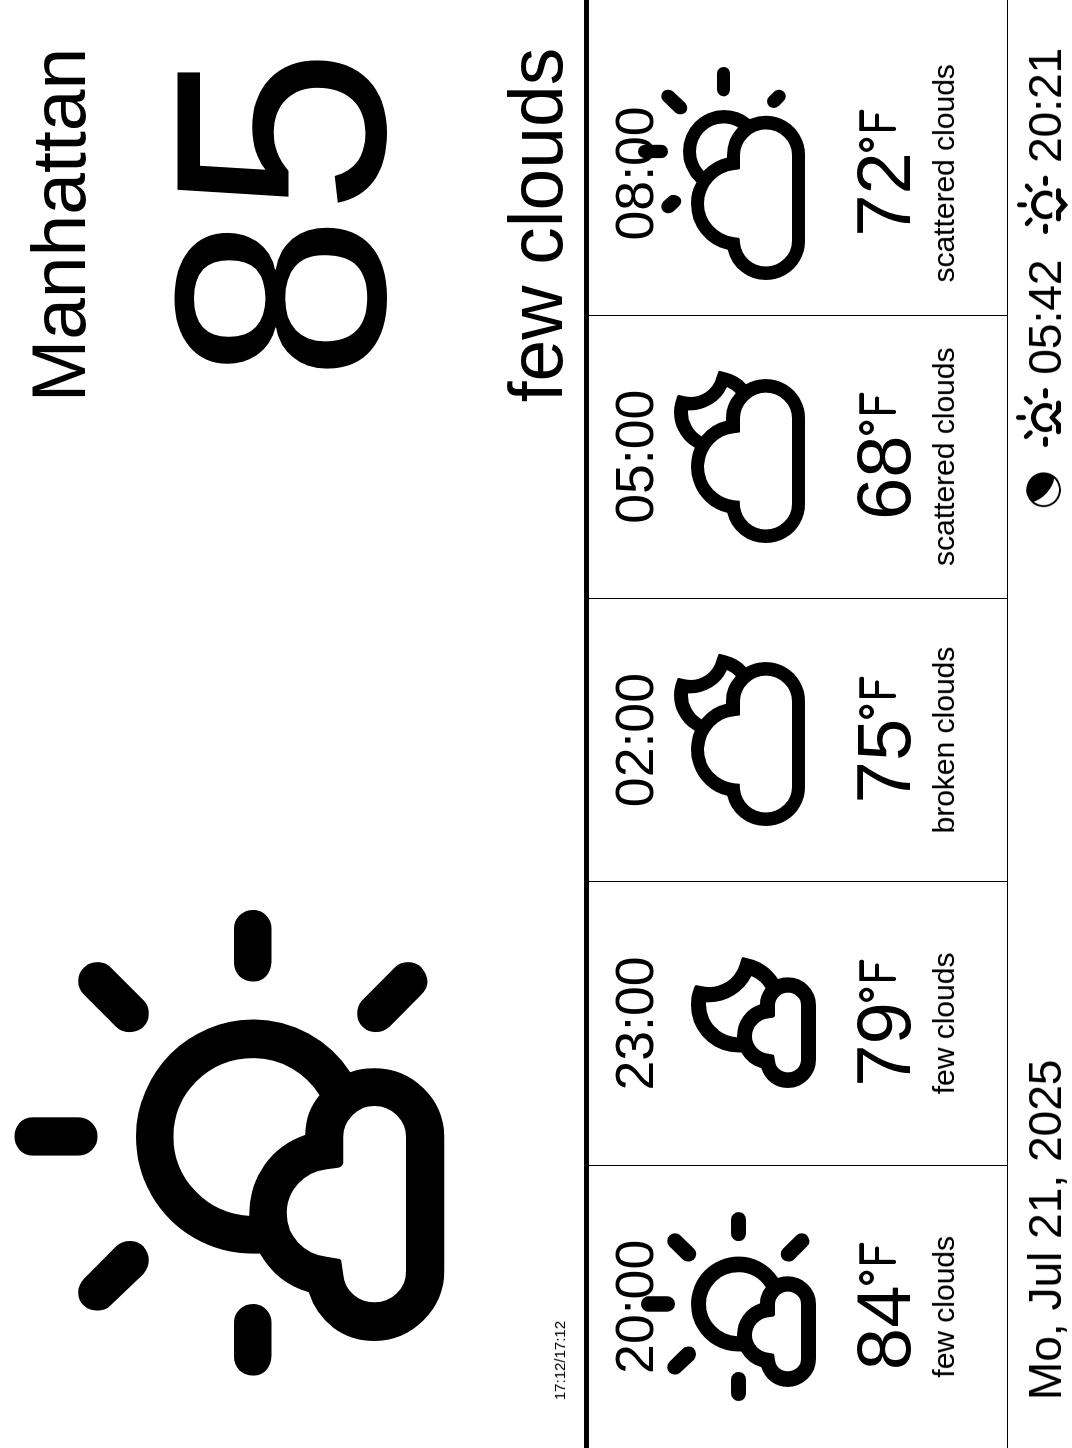 Manhattan
85
few clouds
17:12/17:12
20:00
84°F
few clouds
23:00
79°F
few clouds
02:00
75°F
broken clouds
05:00
68°F
scattered clouds
08:00
72°F
scattered clouds
Mo, Jul 21, 2025 05:42 20:21